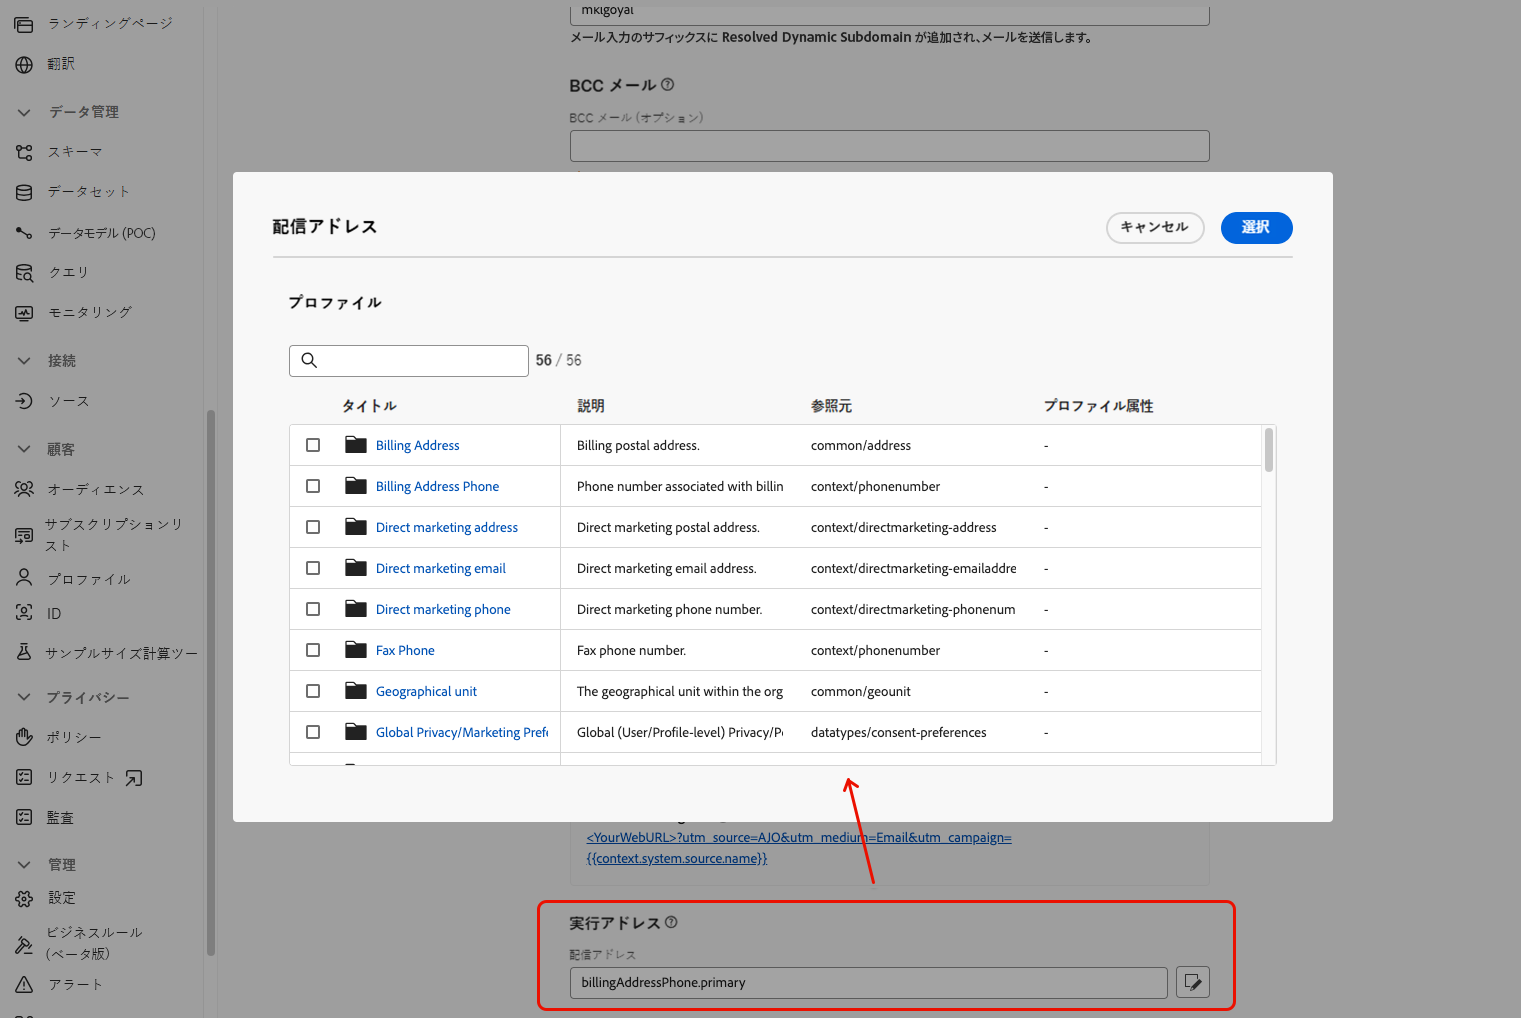 ランディングページ
翻訳
データ管理
スキーマ
データセット
データモデル (POC)
クエリ
モニタリング
接続
ソース
顧客
オーディエンス
サブスクリプションリ
スト
プロファイル
ID
サンプルサイズ計算ツー
プライバシー
ポリシー
リクエスト
監査
管理
設定
ビジネスルール
(ベータ版)
アラート
mklgoyal
メール入力のサフィックスに Resolved Dynamic Subdomain が追加され、メールを送信します。
BCC メール
BCC メール (オプション)
配信アドレス
キャンセル
選択
プロファイル
56 / 56
タイトル 説明 参照元 プロファイル属性
Billing Address Billing postal address. common/address -
Billing Address Phone Phone number associated with billin context/phonenumber -
Direct marketing address Direct marketing postal address. context/directmarketing-address -
Direct marketing email Direct marketing email address. context/directmarketing-emailaddre -
Direct marketing phone Direct marketing phone number. context/directmarketing-phonenum -
Fax Phone Fax phone number. context/phonenumber -
Geographical unit The geographical unit within the org common/geounit -
Global Privacy/Marketing Prefe Global (User/Profile-level) Privacy/P datatypes/consent-preferences -
<YourWebURL>?utm_source=AJO&utm_medium=Email&utm_campaign=
{{context.system.source.name}}
実行アドレス
配信アドレス
billingAddressPhone.primary